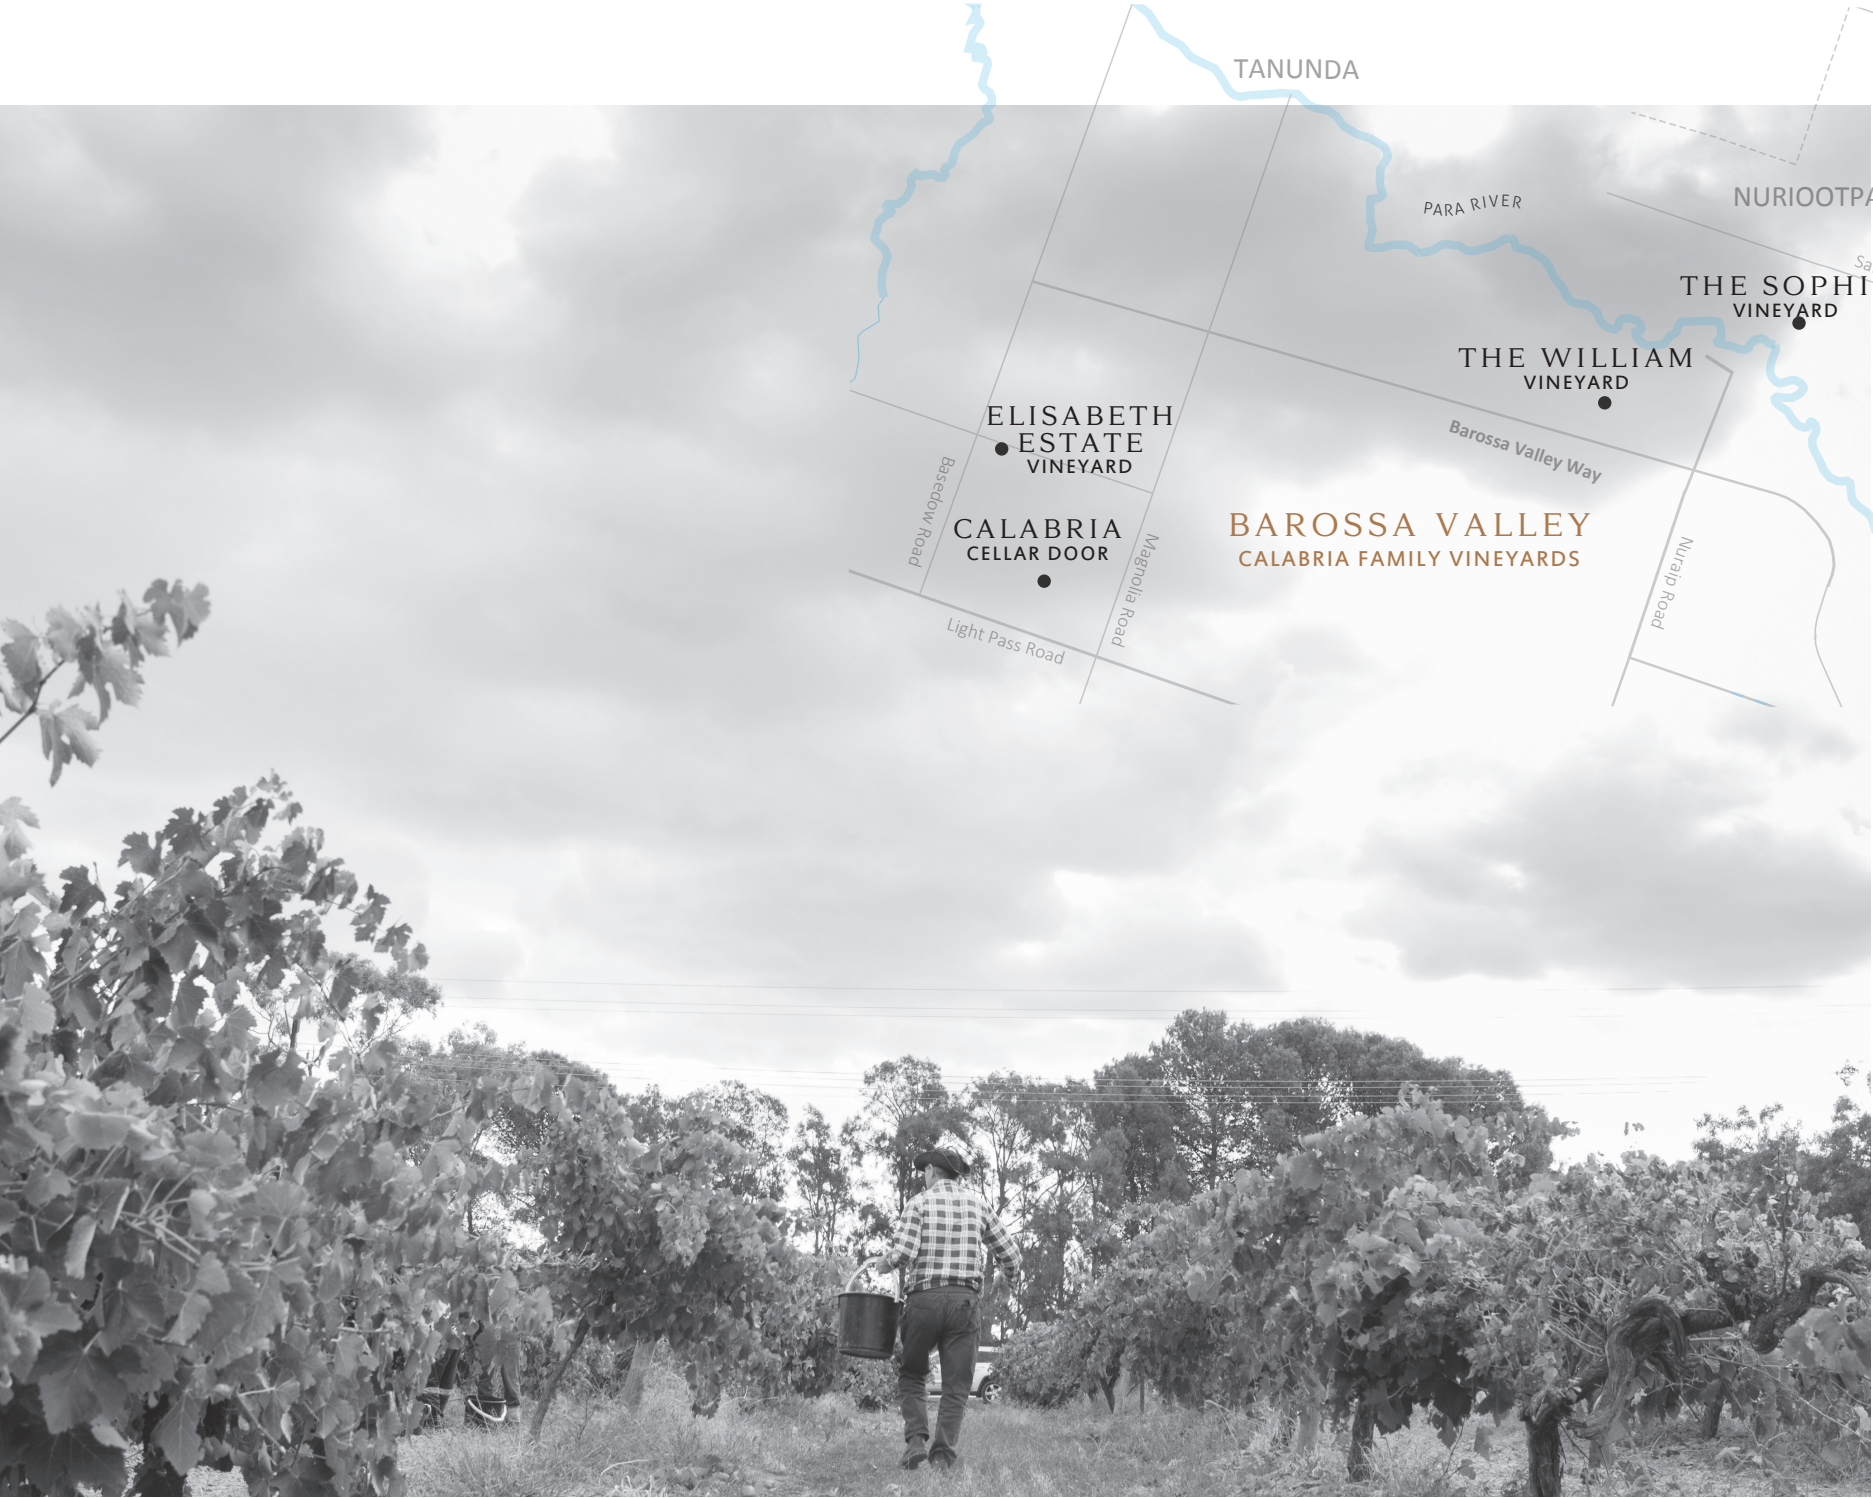 TANUNDA
PARA RIVER
NURIOOTPA
Sa
THE SOPHI
VINEYARD
THE WILLIAM
VINEYARD
ELISABETH
ESTATE
VINEYARD
Barossa Valley Way
Basedow Road
BAROSSA VALLEY
CALABRIA FAMILY VINEYARDS
CALABRIA
CELLAR DOOR
Magnolia Road
Nuraip Road
Light Pass Road